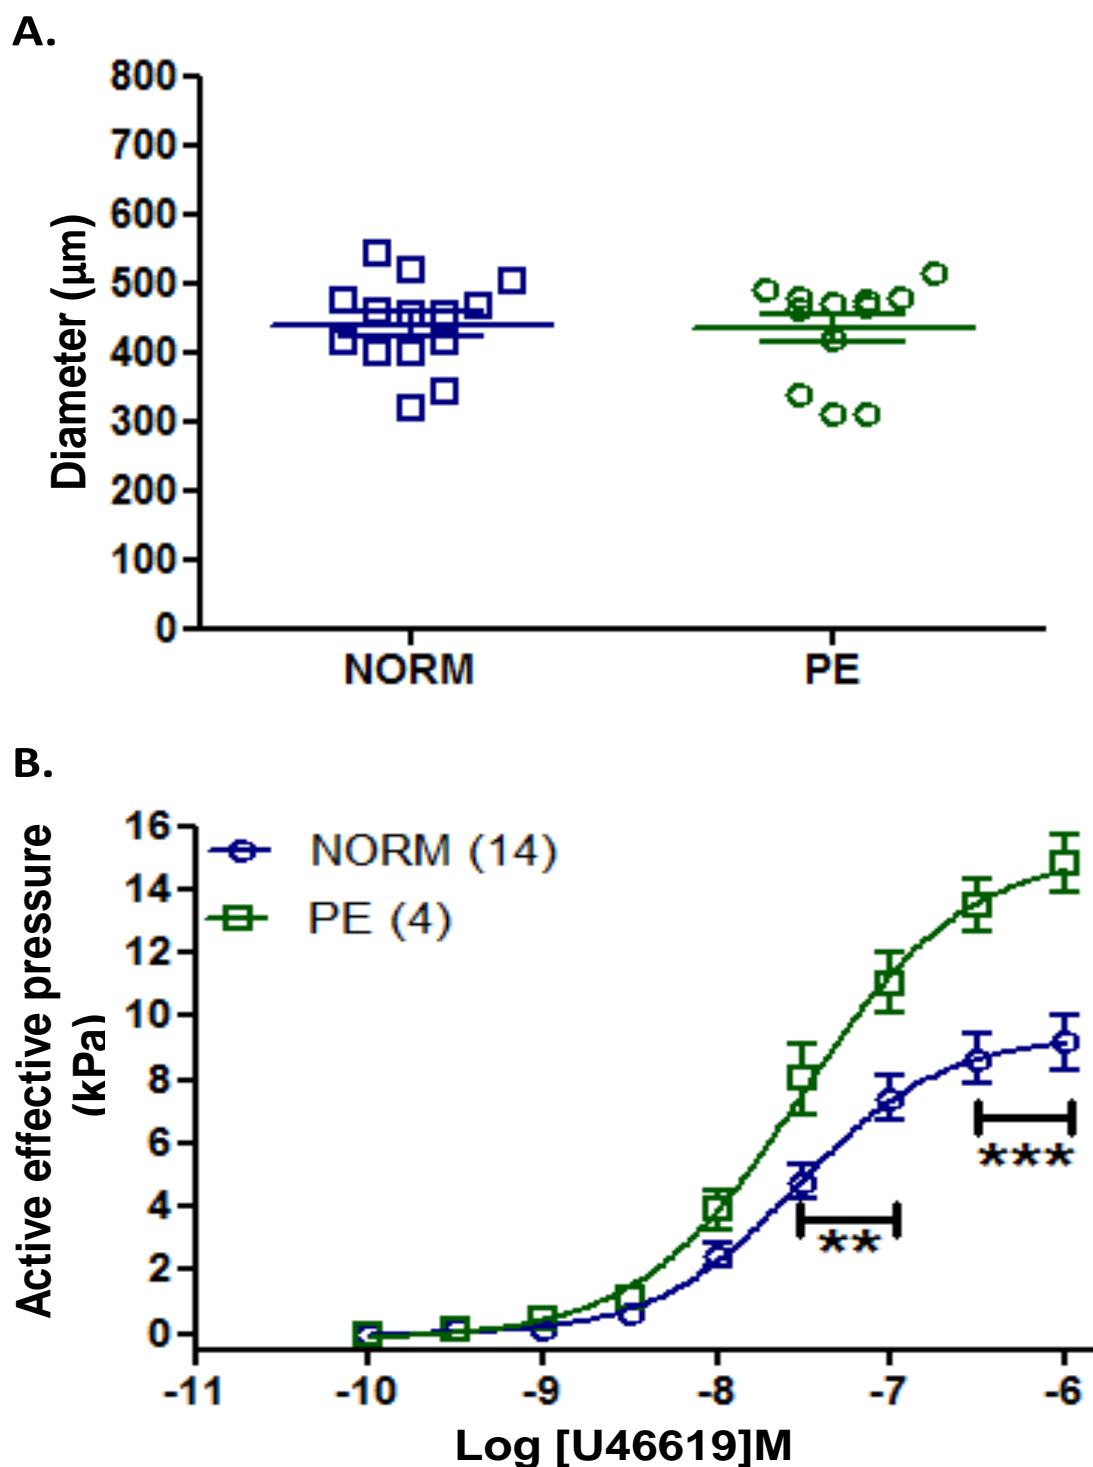 A.
800
700
600
500
400
300
200
100
0
Diameter (μm)
NORM
PE
B.
16
14
12
10
8
6
4
2
0
Active effective pressure
(kPa)
NORM (14)
PE (4)
***
**
-11 -10 -9 -8 -7 -6
Log [U46619]M